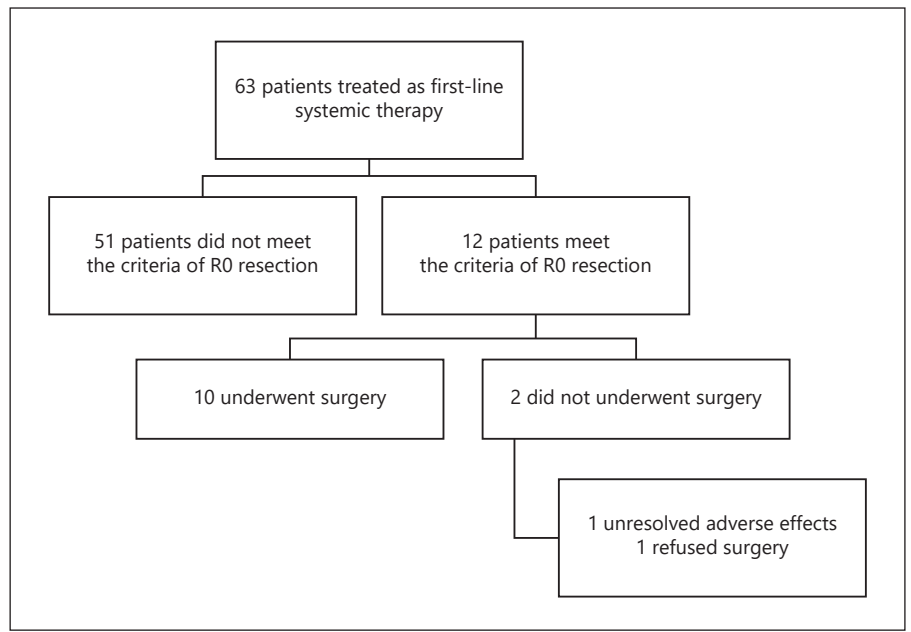 63 patients treated as first-line
systemic therapy
51 patients did not meet
the criteria of R0 resection
12 patients meet
the criteria of R0 resection
10 underwent surgery
2 did not underwent surgery
1 unresolved adverse effects
1 refused surgery